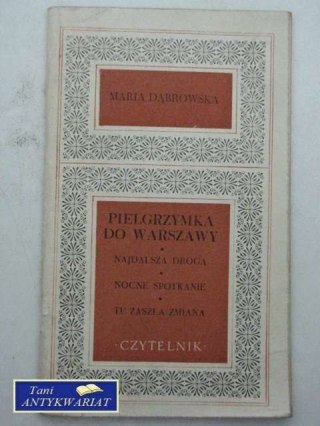 MARIA DĄBROWSKA
PIELGRZYMKA
DO WARSZAWY
•
NAJDALSZA DROGA
•
NOCNE SPOTKANIE
•
TU ZASZŁA ZMIANA
·CZYTELNIK·
Tani
ANTYKWARIAT